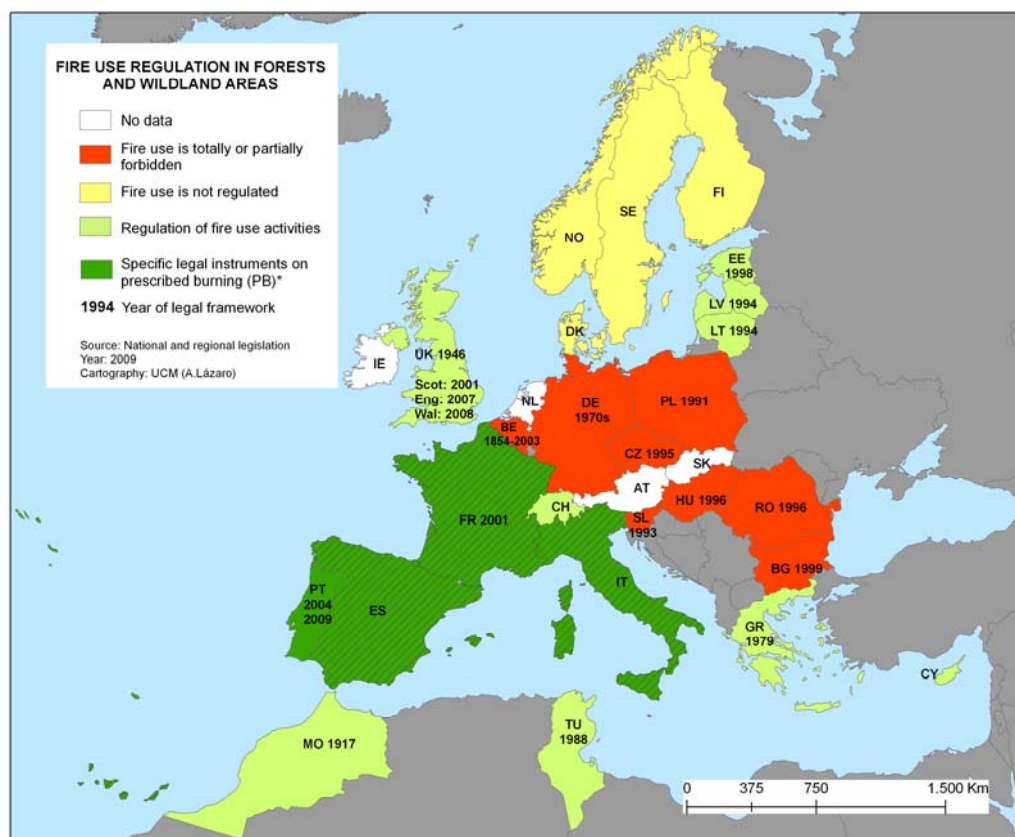 FIRE USE REGULATION IN FORESTS
AND WILDLAND AREAS
No data
Fire use is totally or partially
forbidden
Fire use is not regulated
Regulation of fire use activities
Specific legal instruments on
prescribed burning (PB)*
1994 Year of legal framework
Source: National and regional legislation
Year: 2009
Cartography: UCM (A.Lázaro)
FI
SE
NO
EE
1998
LV 1994
LT 1994
DK
UK 1946
IE
Scot: 2001
Eng: 2007
Wal: 2008
NL
DE
1970s
PL 1991
BE
1854-2003
CZ 1995
SK
AT
HU 1996
RO 1996
CH
SL
1993
FR 2001
BG 1999
IT
PT
2004
2009
ES
GR
1979
CY
MO 1917
TU
1988
0 375 750 1.500 Km